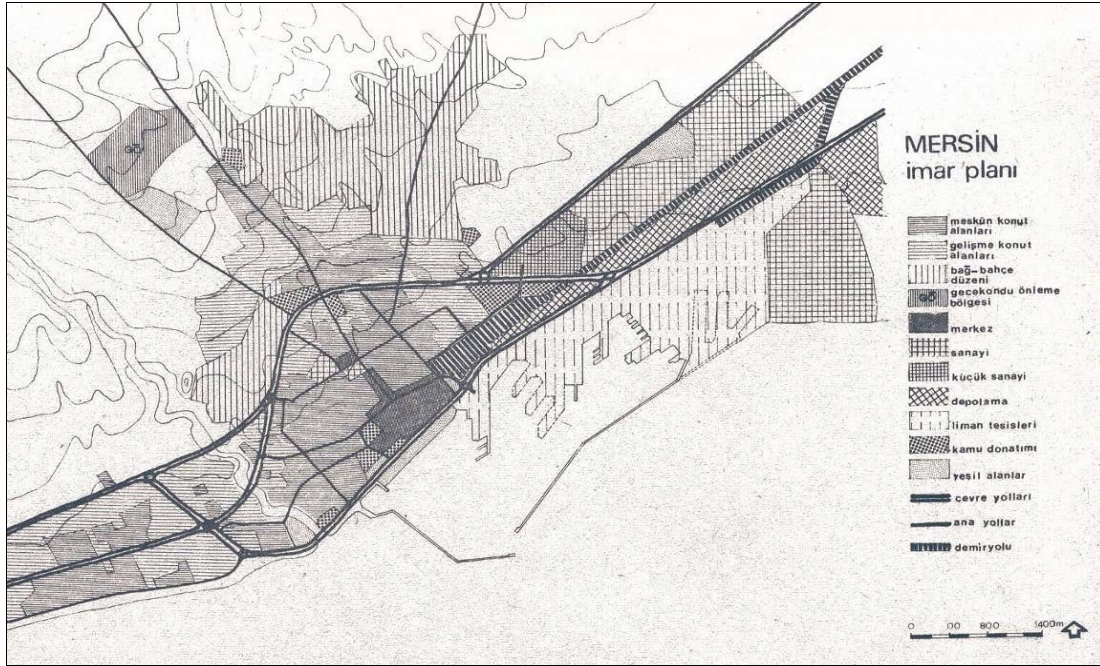 MERSİN
imar planı
meskûn konut
alanları
gelişme konut
alanları
bağ-bahçe
düzeni
gecekondu önleme
bölgesi
merkez
sanayi
küçük sanayi
depolama
liman tesisleri
kamu donatımı
yeşil alanlar
çevre yolları
ana yollar
demiryolu
0 00 800 1400m